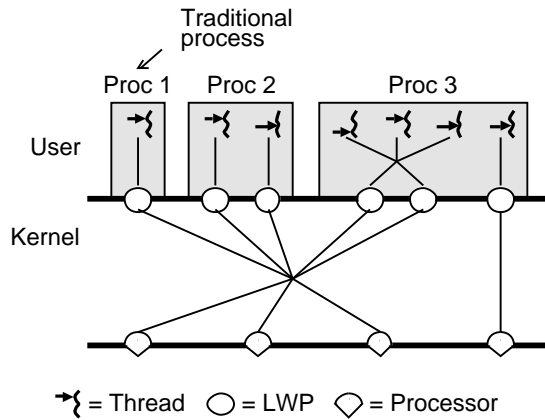 Traditional
process
Proc 1
Proc 2
Proc 3
User
Kernel
= Thread
= LWP
= Processor